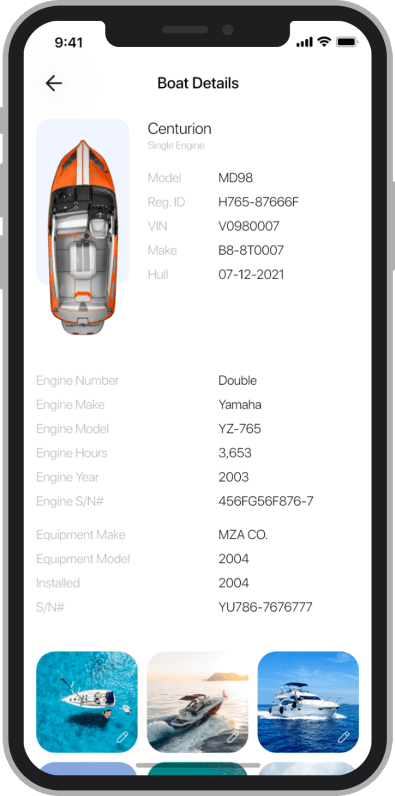 9:41
Boat Details
Centurion
Single Engine
Model MD98
Reg. ID H765-87666F
VIN V0980007
Make B8-8T0007
Hull 07-12-2021
Engine Number Double
Engine Make Yamaha
Engine Model YZ-765
Engine Hours 3,653
Engine Year 2003
Engine S/N# 456FG56F876-7
Equipment Make MZA CO.
Equipment Model 2004
Installed 2004
S/N# YU786-7676777